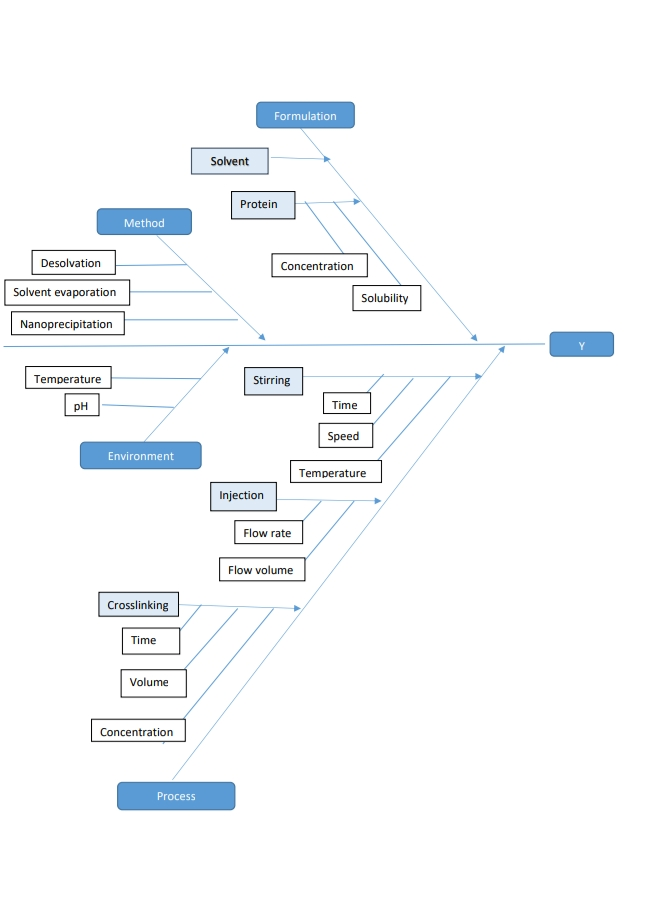 Formulation
Solvent
Protein
Method
Desolvation
Concentration
Solvent evaporation
Solubility
Nanoprecipitation
Y
Temperature
Stirring
pH
Time
Speed
Environment
Temperature
Injection
Flow rate
Flow volume
Crosslinking
Time
Volume
Concentration
Process